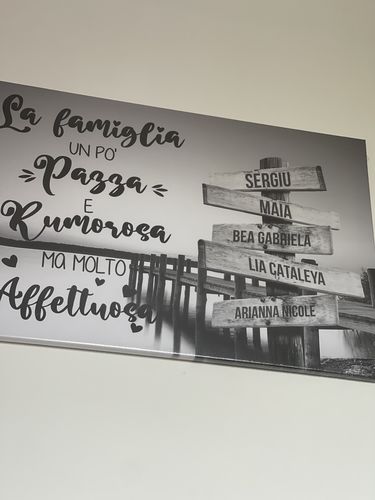 La famiglia
UN PO'
Pazza
E
Rumorosa
MA MOLTO
Affettuosa
SERGIU
MAIA
BEA GABRIELA
LIA CATALEYA
ARIANNA NICOLE